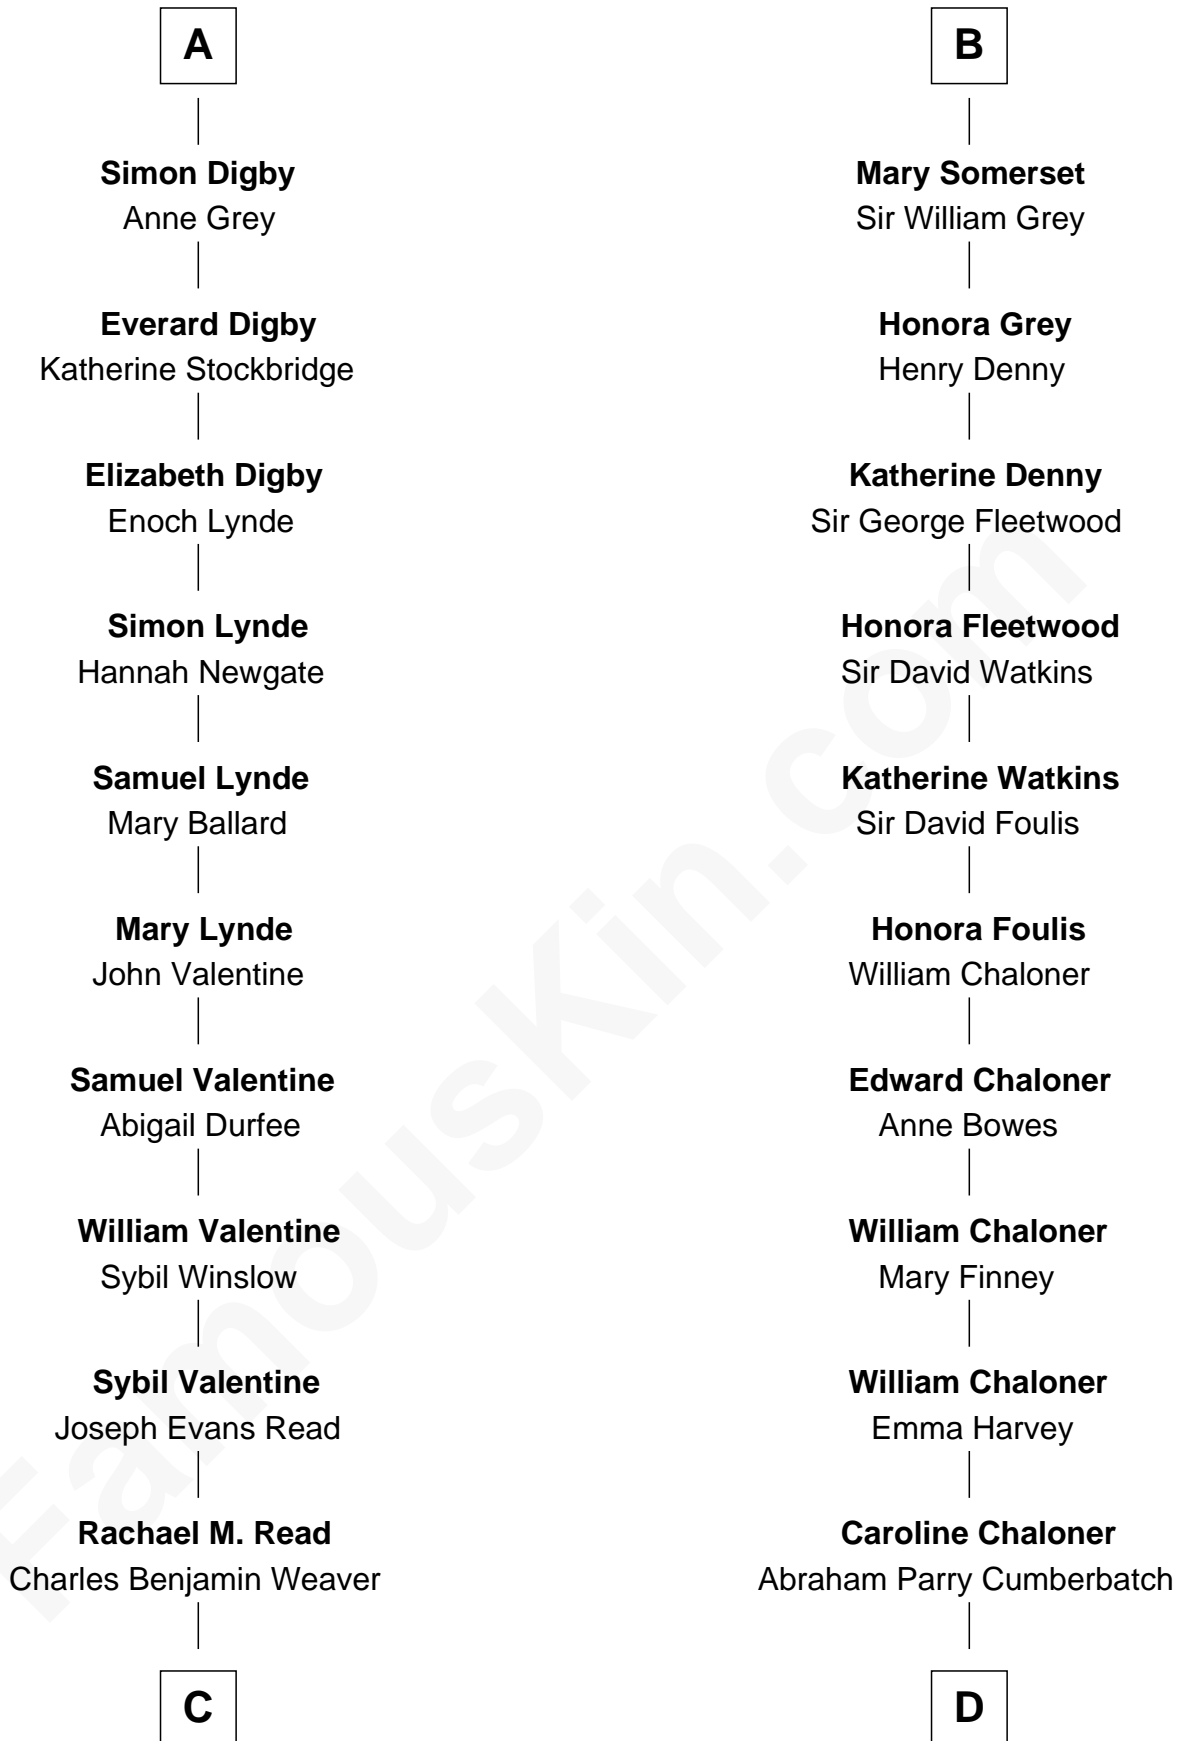 A
Simon Digby
Anne Grey
Everard Digby
Katherine Stockbridge
Elizabeth Digby
Enoch Lynde
Simon Lynde
Hannah Newgate
Samuel Lynde
Mary Ballard
Mary Lynde
John Valentine
Samuel Valentine
Abigail Durfee
William Valentine
Sybil Winslow
Sybil Valentine
Joseph Evans Read
Rachael M. Read
Charles Benjamin Weaver
C
B
Mary Somerset
Sir William Grey
Honora Grey
Henry Denny
Katherine Denny
Sir George Fleetwood
Honora Fleetwood
Sir David Watkins
Katherine Watkins
Sir David Foulis
Honora Foulis
William Chaloner
Edward Chaloner
Anne Bowes
William Chaloner
Mary Finney
William Chaloner
Emma Harvey
Caroline Chaloner
Abraham Parry Cumberbatch
D
FamousKin.com